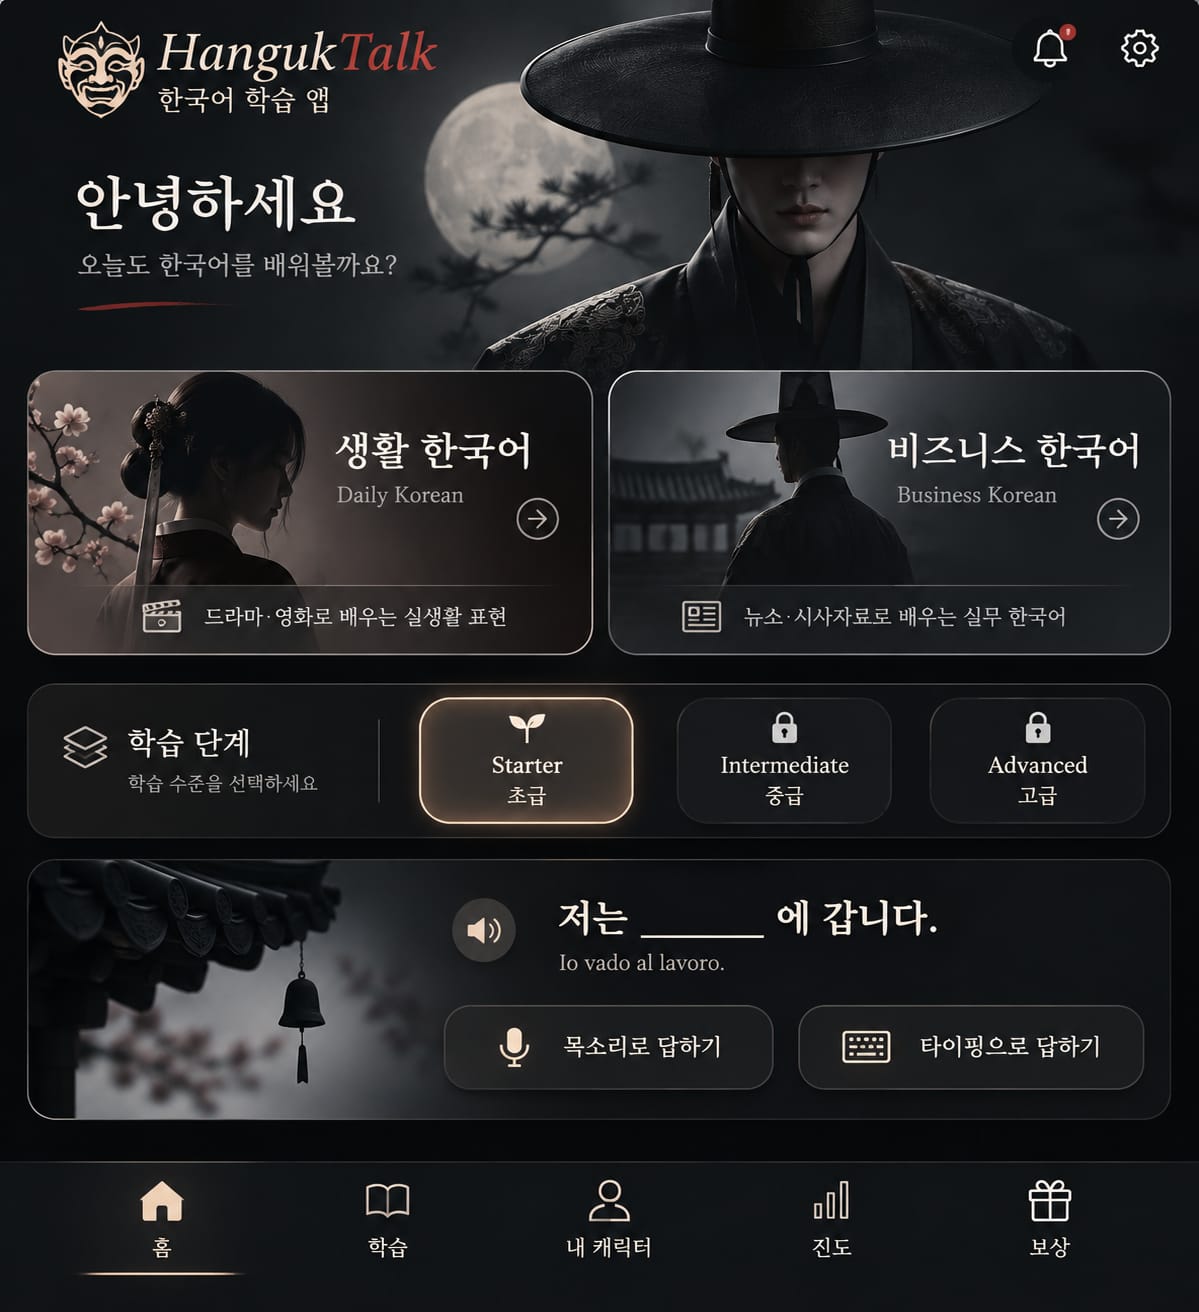 HangukTalk
한국어 학습 앱
안녕하세요
오늘도 한국어를 배워볼까요?
생활 한국어
Daily Korean
드라마·영화로 배우는 실생활 표현
비즈니스 한국어
Business Korean
뉴소·시사자료로 배우는 실무 한국어
학습 단계
학습 수준을 선택하세요
Starter
초급
Intermediate
중급
Advanced
고급
저는 ______ 에 갑니다.
Io vado al lavoro.
목소리로 답하기
타이핑으로 답하기
홈
학습
내 캐릭터
진도
보상